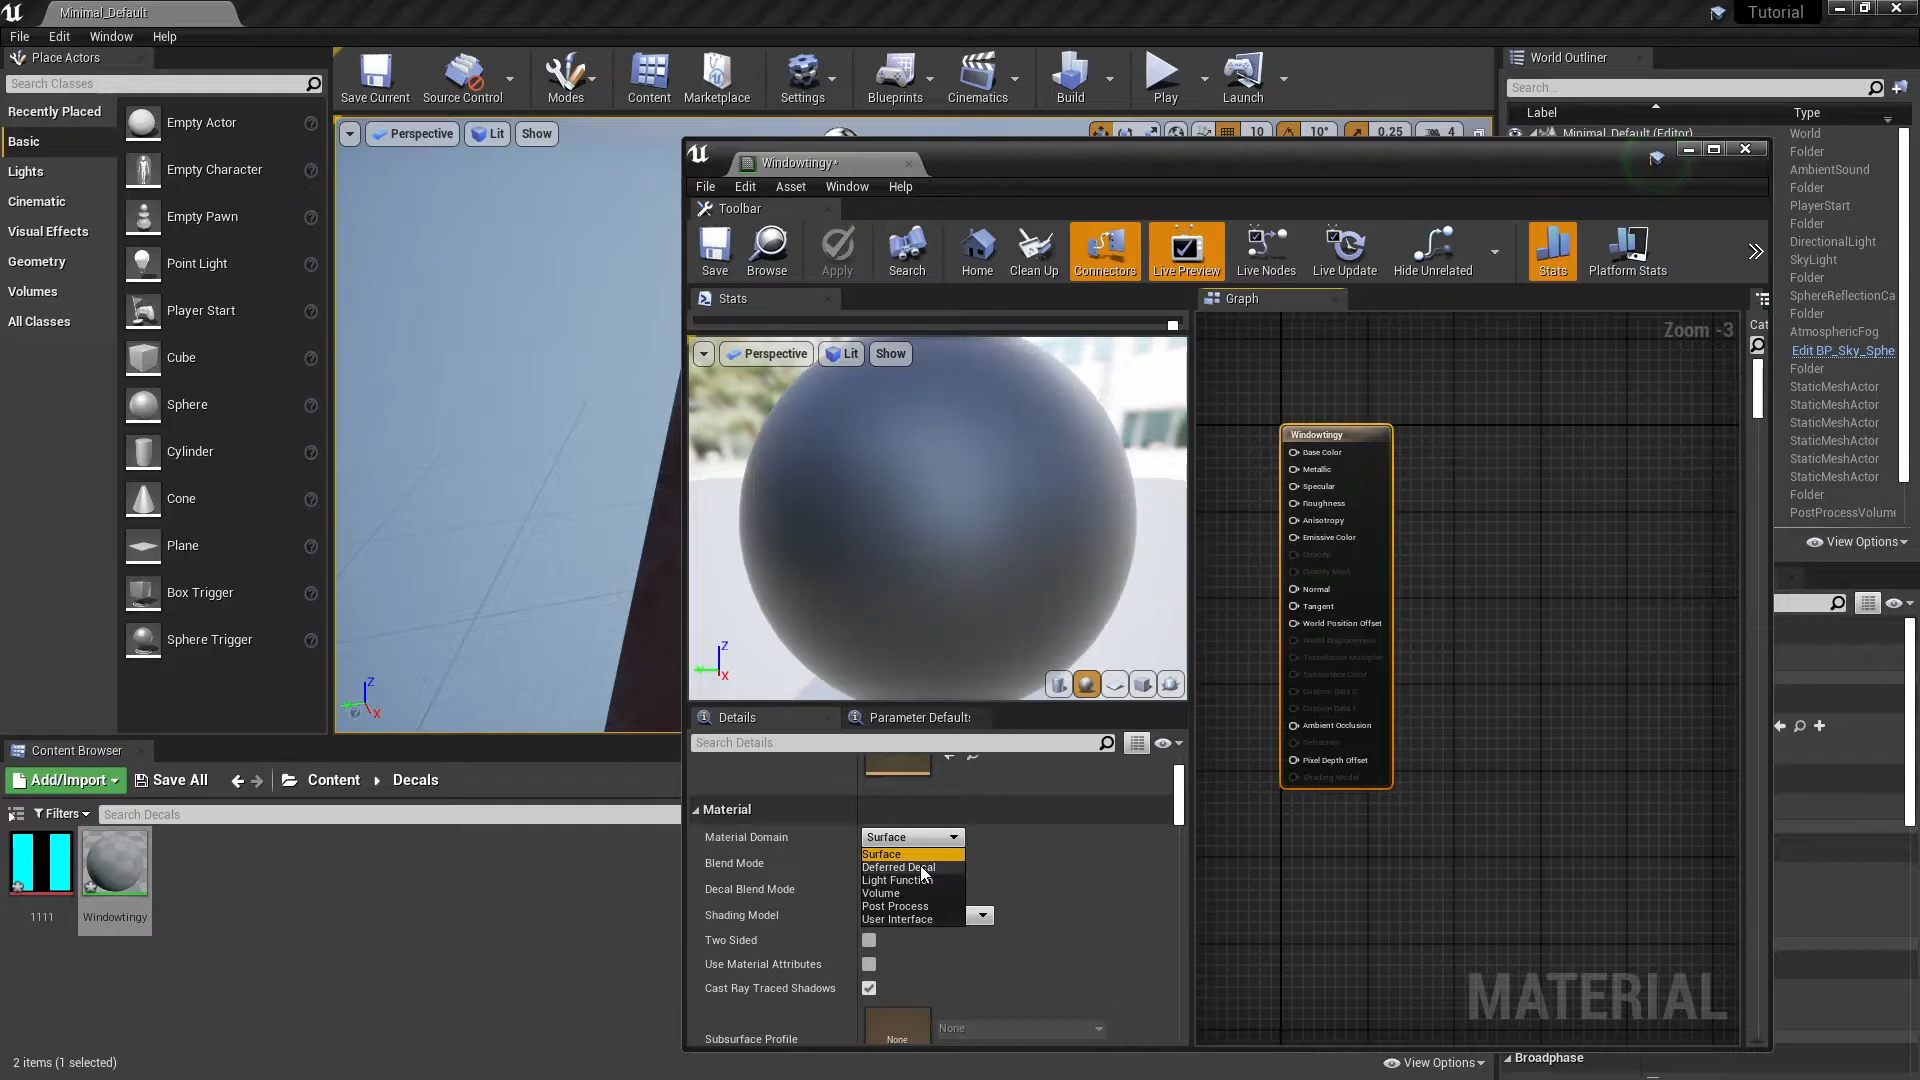 Minimal_Default
Tutorial
File Edit Window Help
Place Actors
Search Classes
Recently Placed
Basic
Lights
Cinematic
Visual Effects
Geometry
Volumes
All Classes
Empty Actor
Empty Character
Empty Pawn
Point Light
Player Start
Cube
Sphere
Cylinder
Cone
Plane
Box Trigger
Sphere Trigger
Save Current
Source Control
Modes
Content
Marketplace
Settings
Blueprints
Cinematics
Build
Play
Launch
Perspective
Lit
Show
10
10°
0.25
4
World Outliner
Search...
Label
Type
Minimal_Default (Editor)
World
Folder
AmbientSound
Folder
PlayerStart
Folder
DirectionalLight
SkyLight
Folder
SphereReflectionCa
Folder
AtmosphericFog
Edit BP_Sky_Sphe
Folder
StaticMeshActor
StaticMeshActor
StaticMeshActor
StaticMeshActor
StaticMeshActor
StaticMeshActor
Folder
PostProcessVolume
View Options
Windowtingy*
File Edit Asset Window Help
Toolbar
Save
Browse
Apply
Search
Home
Clean Up
Connectors
Live Preview
Live Nodes
Live Update
Hide Unrelated
Stats
Platform Stats
Stats
Perspective
Lit
Show
Z
X
Graph
Zoom -3
Cat
Windowtingy
Base Color
Metallic
Specular
Roughness
Anisotropy
Emissive Color
Opacity
Opacity Mask
Normal
Tangent
World Position Offset
World Displacement
Tessellation Multiplier
Subsurface Color
Custom Data 0
Custom Data 1
Ambient Occlusion
Refraction
Pixel Depth Offset
Shading Model
MATERIAL
Details
Parameter Defaults
Search Details
Material
Material Domain
Surface
Surface
Deferred Decal
Light Function
Volume
Post Process
User Interface
Blend Mode
Decal Blend Mode
Shading Model
Two Sided
Use Material Attributes
Cast Ray Traced Shadows
Subsurface Profile
None
None
Z
X
Content Browser
Add/Import
Save All
Content
Decals
Filters
Search Decals
1111
Windowtingy
2 items (1 selected)
View Options
Broadphase